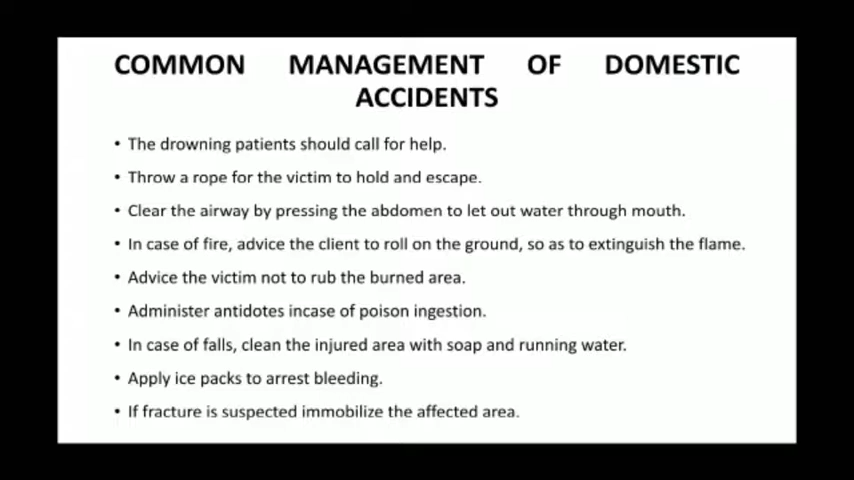 COMMON MANAGEMENT OF DOMESTIC
ACCIDENTS
• The drowning patients should call for help.
• Throw a rope for the victim to hold and escape.
• Clear the airway by pressing the abdomen to let out water through mouth.
• In case of fire, advice the client to roll on the ground, so as to extinguish the flame.
• Advice the victim not to rub the burned area.
• Administer antidotes incase of poison ingestion.
• In case of falls, clean the injured area with soap and running water.
• Apply ice packs to arrest bleeding.
• If fracture is suspected immobilize the affected area.